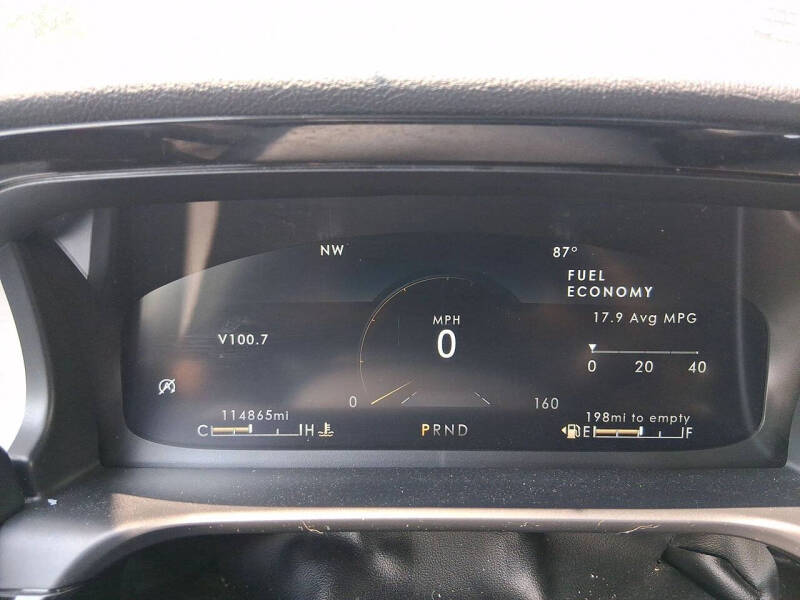 NW
87°
FUEL
ECONOMY
17.9 Avg MPG
0 20 40
MPH
0
V100.7
0
160
114865mi
C H
PRND
198mi to empty
E F